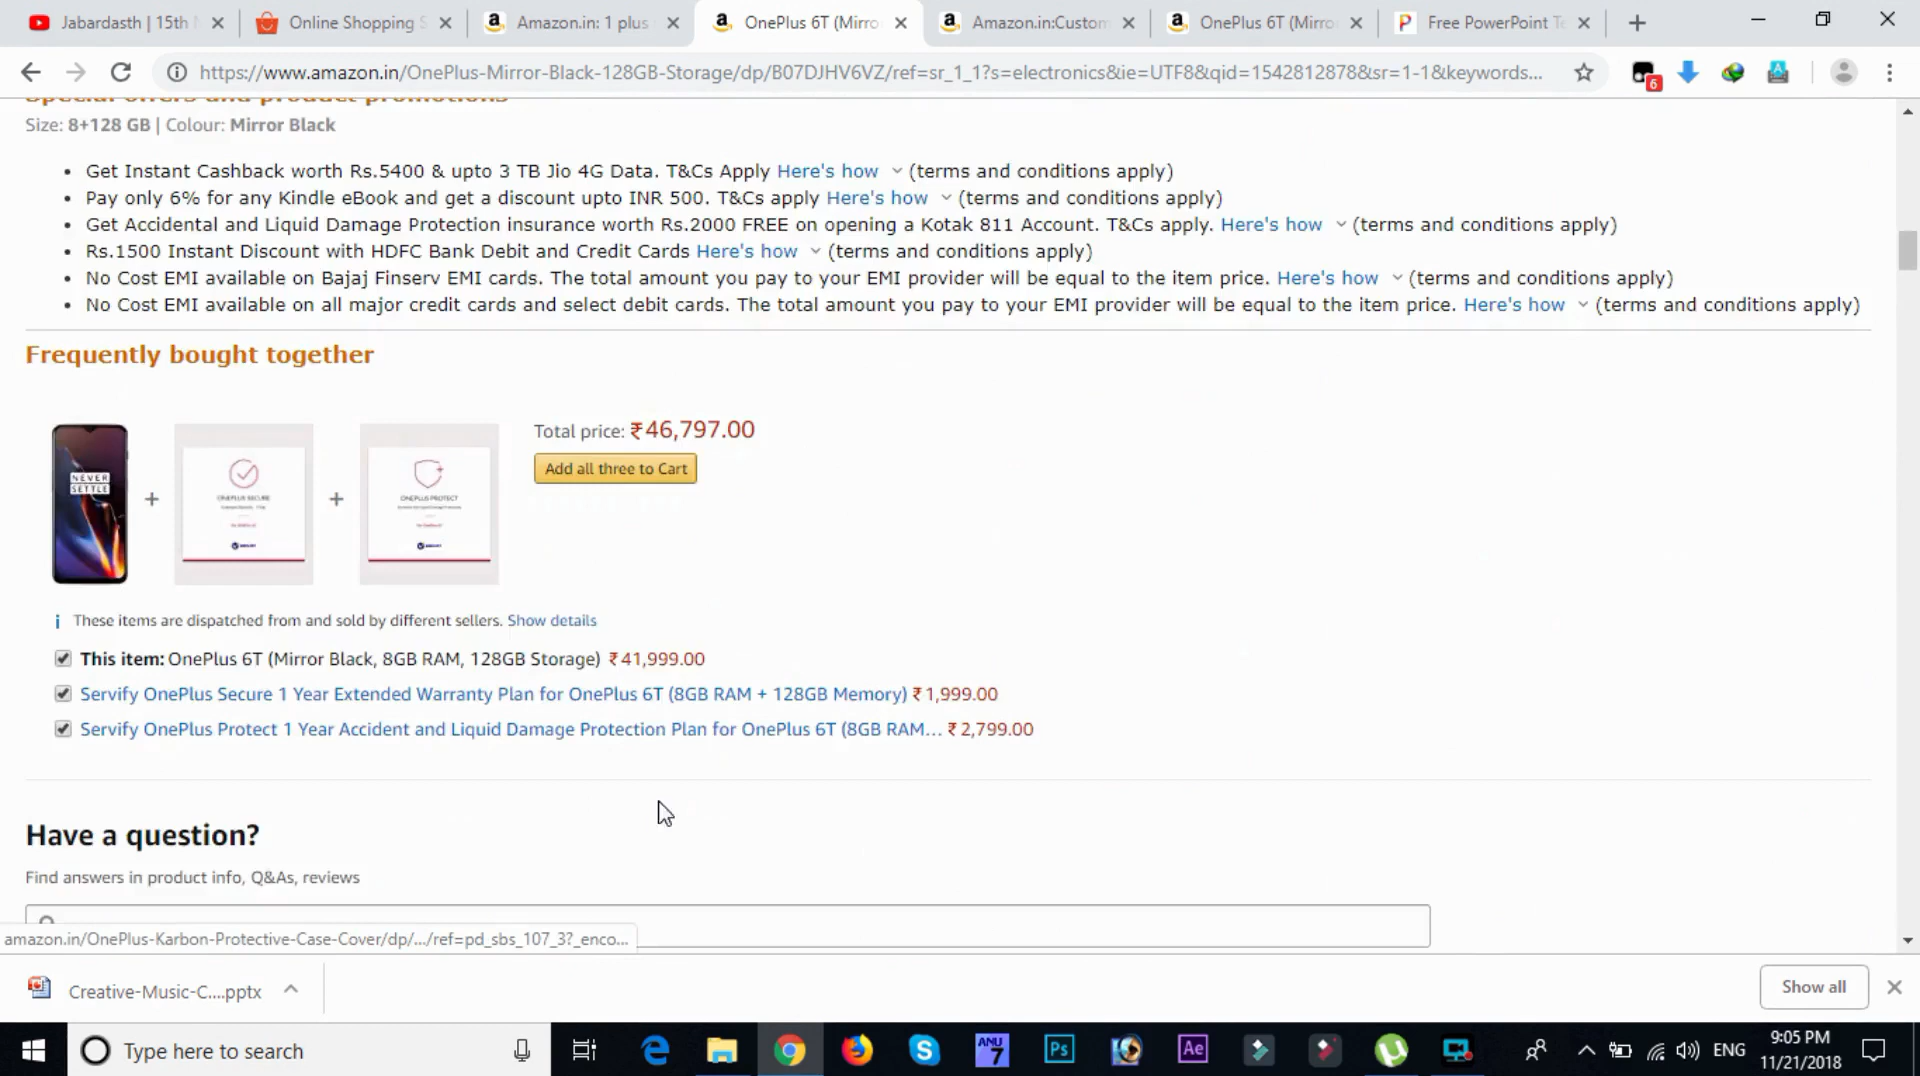 Jabardasth | 15th
Online Shopping S
Amazon.in: 1 plus
OnePlus 6T (Mirro
Amazon.in:Custom
OnePlus 6T (Mirro
Free PowerPoint Te
https://www.amazon.in/OnePlus-Mirror-Black-128GB-Storage/dp/B07DJHV6VZ/ref=sr_1_1?s=electronics&ie=UTF8&qid=1542812878&sr=1-1&keywords...
6
Special offers and product promotions
Size: 8+128 GB | Colour: Mirror Black
• Get Instant Cashback worth Rs.5400 & upto 3 TB Jio 4G Data. T&Cs Apply Here's how (terms and conditions apply)
• Pay only 6% for any Kindle eBook and get a discount upto INR 500. T&Cs apply Here's how (terms and conditions apply)
• Get Accidental and Liquid Damage Protection insurance worth Rs.2000 FREE on opening a Kotak 811 Account. T&Cs apply. Here's how (terms and conditions apply)
• Rs.1500 Instant Discount with HDFC Bank Debit and Credit Cards Here's how (terms and conditions apply)
• No Cost EMI available on Bajaj Finserv EMI cards. The total amount you pay to your EMI provider will be equal to the item price. Here's how (terms and conditions apply)
• No Cost EMI available on all major credit cards and select debit cards. The total amount you pay to your EMI provider will be equal to the item price. Here's how (terms and conditions apply)
Frequently bought together
NEVER
SETTLE
+
ONEPLUS SECURE
+
ONEPLUS PROTECT
Total price: ₹46,797.00
Add all three to Cart
These items are dispatched from and sold by different sellers. Show details
This item: OnePlus 6T (Mirror Black, 8GB RAM, 128GB Storage) ₹41,999.00
Servify OnePlus Secure 1 Year Extended Warranty Plan for OnePlus 6T (8GB RAM + 128GB Memory) ₹1,999.00
Servify OnePlus Protect 1 Year Accident and Liquid Damage Protection Plan for OnePlus 6T (8GB RAM… ₹2,799.00
Have a question?
Find answers in product info, Q&As, reviews
amazon.in/OnePlus-Karbon-Protective-Case-Cover/dp/.../ref=pd_sbs_107_3?_enco...
Creative-Music-C....pptx
Show all
Type here to search
ANU
7
Ps
Ae
ENG
9:05 PM
11/21/2018